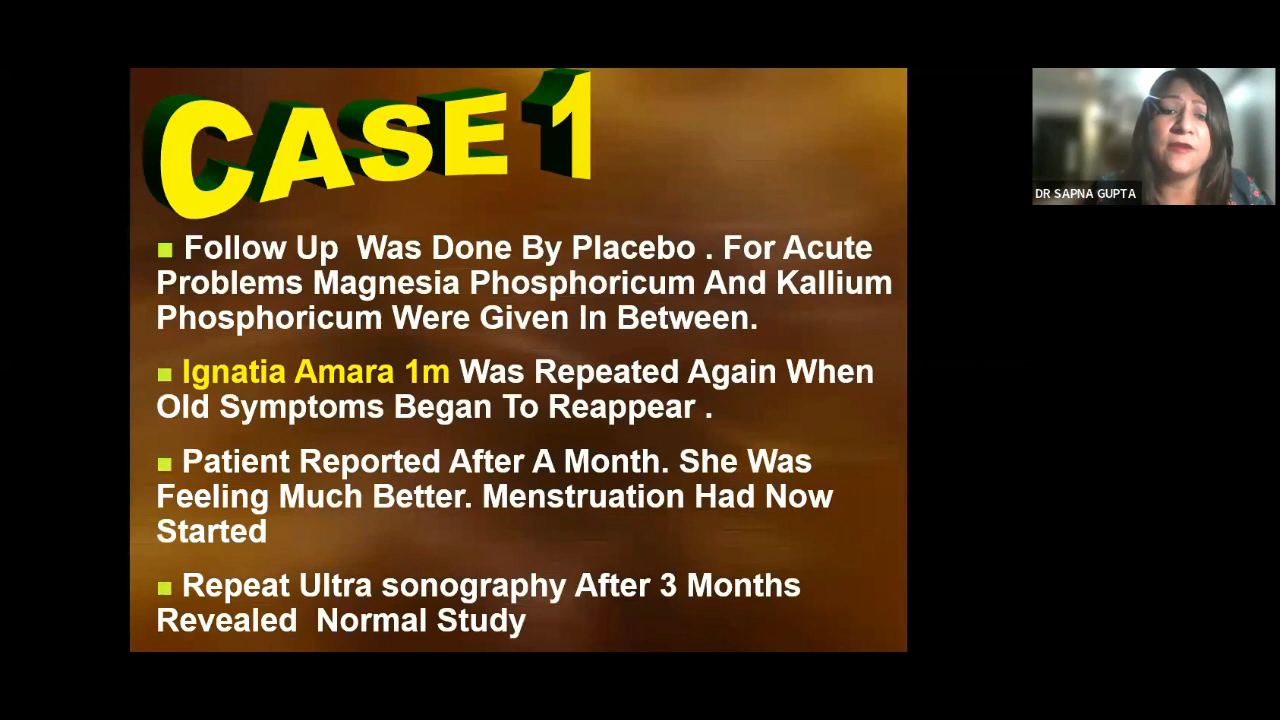 CASE 1
Follow Up Was Done By Placebo . For Acute
Problems Magnesia Phosphoricum And Kallium
Phosphoricum Were Given In Between.
Ignatia Amara 1m Was Repeated Again When
Old Symptoms Began To Reappear .
Patient Reported After A Month. She Was
Feeling Much Better. Menstruation Had Now
Started
Repeat Ultra sonography After 3 Months
Revealed Normal Study
DR SAPNA GUPTA